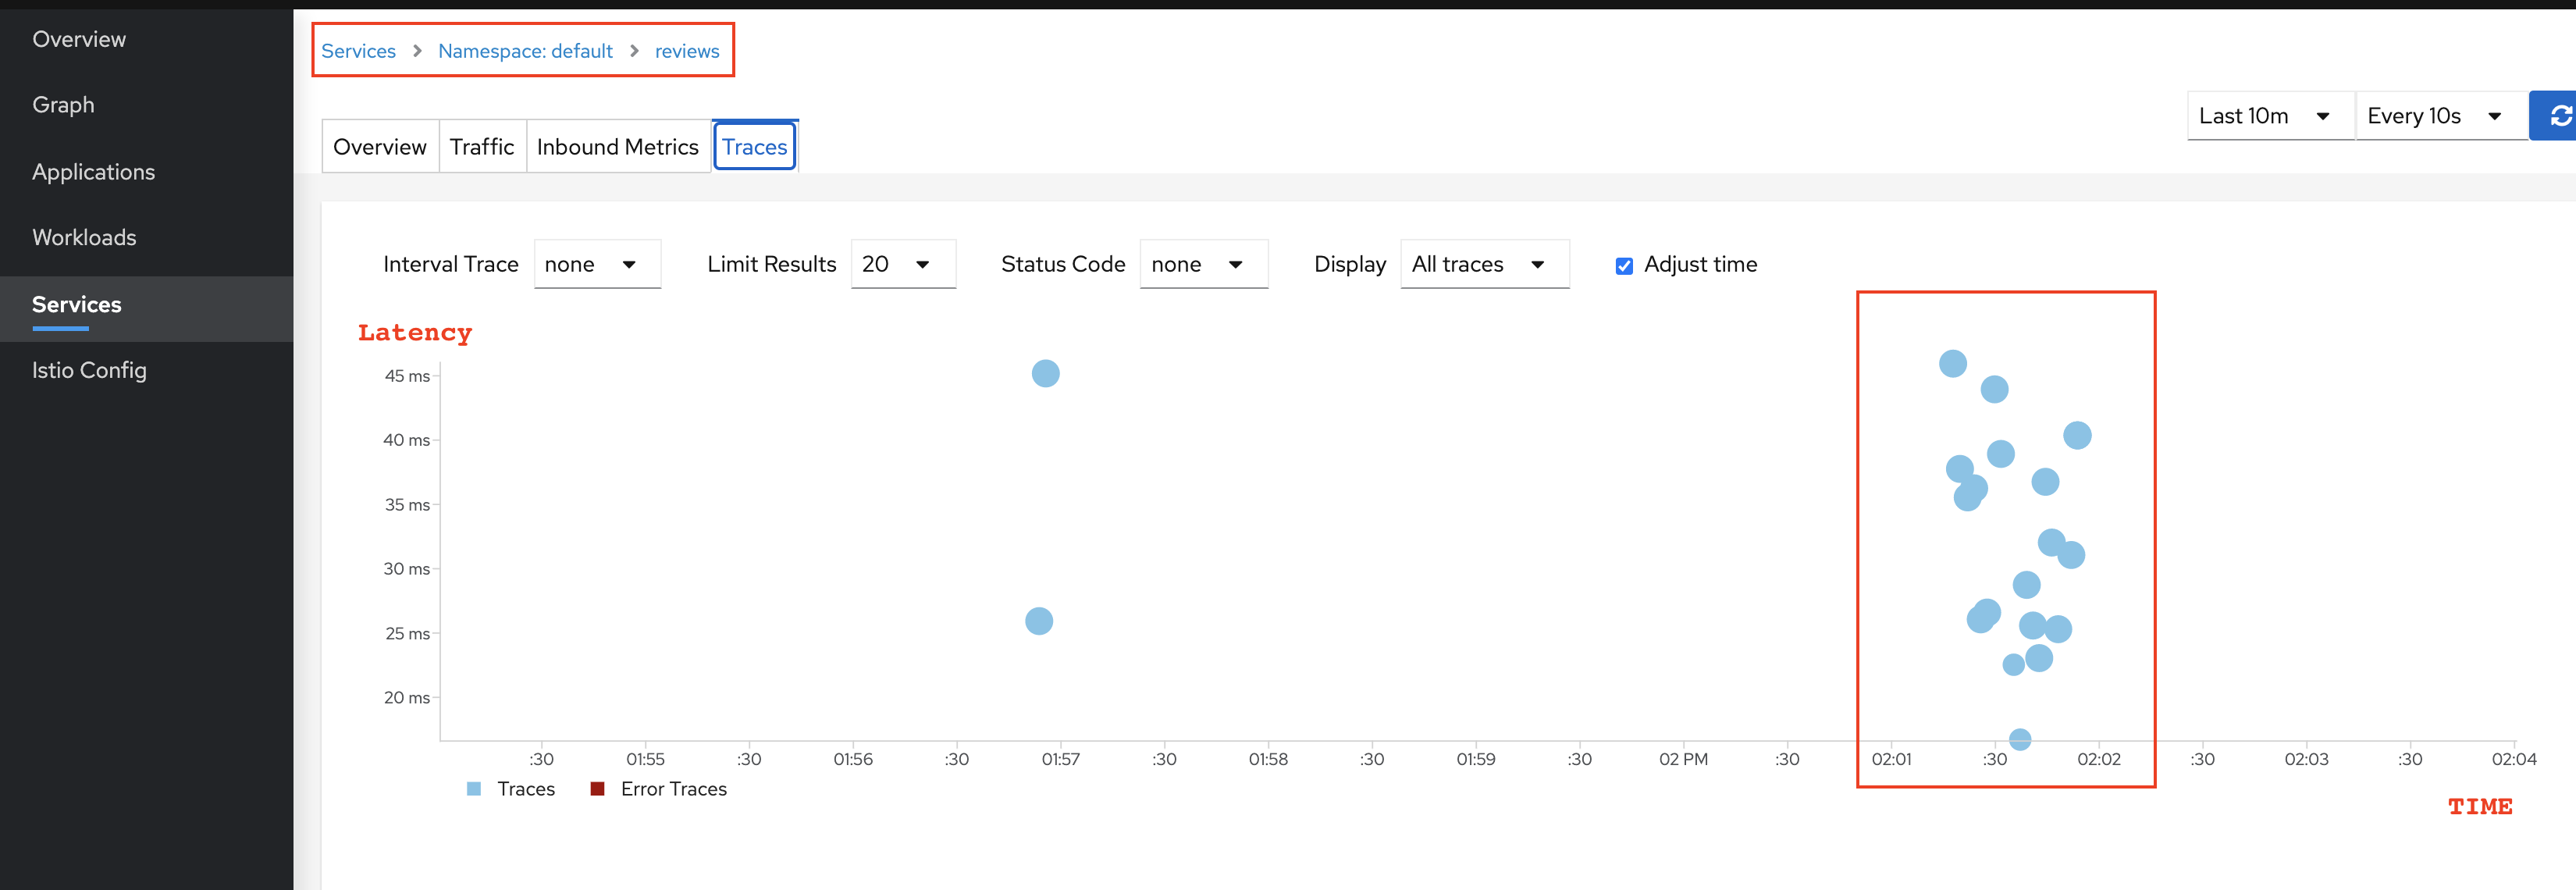 Overview
Graph
Applications
Workloads
Services
Istio Config
Services > Namespace: default > reviews
Last 10m Every 10s
Overview Traffic Inbound Metrics Traces
Interval Trace none Limit Results 20 Status Code none Display All traces Adjust time
Latency
45 ms
40 ms
35 ms
30 ms
25 ms
20 ms
:30 01:55 :30 01:56 :30 01:57 :30 01:58 :30 01:59 :30 02 PM :30 02:01 :30 02:02 :30 02:03 :30 02:04
Traces Error Traces
TIME